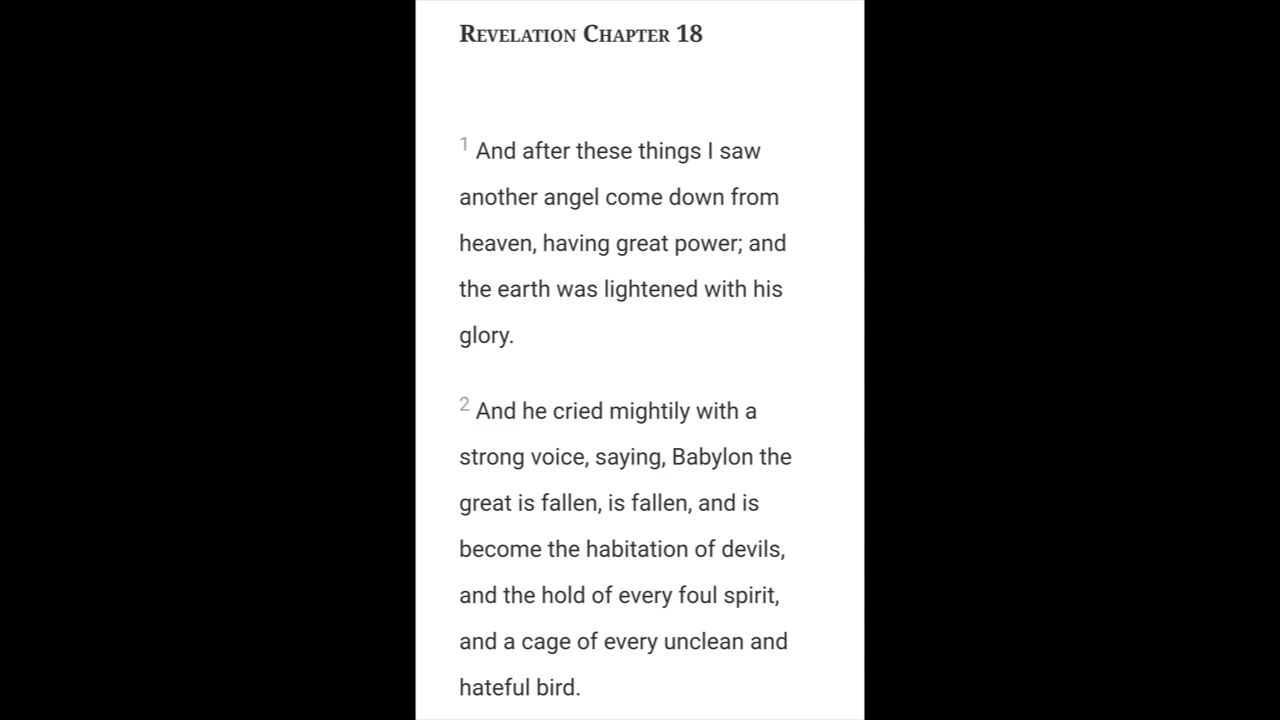 Revelation Chapter 18
1 And after these things I saw
another angel come down from
heaven, having great power; and
the earth was lightened with his
glory.
2 And he cried mightily with a
strong voice, saying, Babylon the
great is fallen, is fallen, and is
become the habitation of devils,
and the hold of every foul spirit,
and a cage of every unclean and
hateful bird.